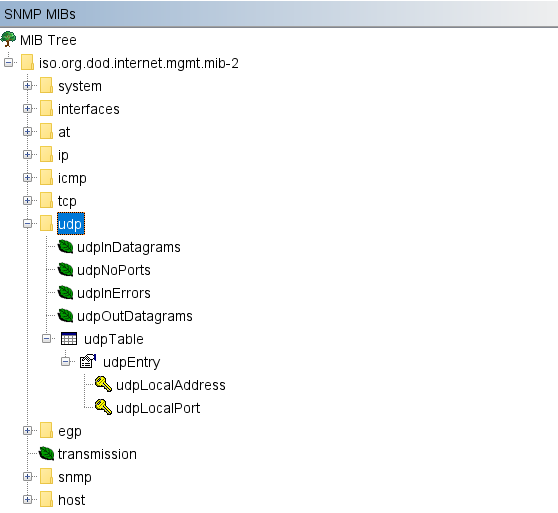 SNMP MIBs
MIB Tree
iso.org.dod.internet.mgmt.mib-2
system
interfaces
at
ip
icmp
tcp
udp
udpInDatagrams
udpNoPorts
udpInErrors
udpOutDatagrams
udpTable
udpEntry
udpLocalAddress
udpLocalPort
egp
transmission
snmp
host